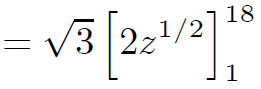 = √3 [2z^{1/2}]_1^{18}